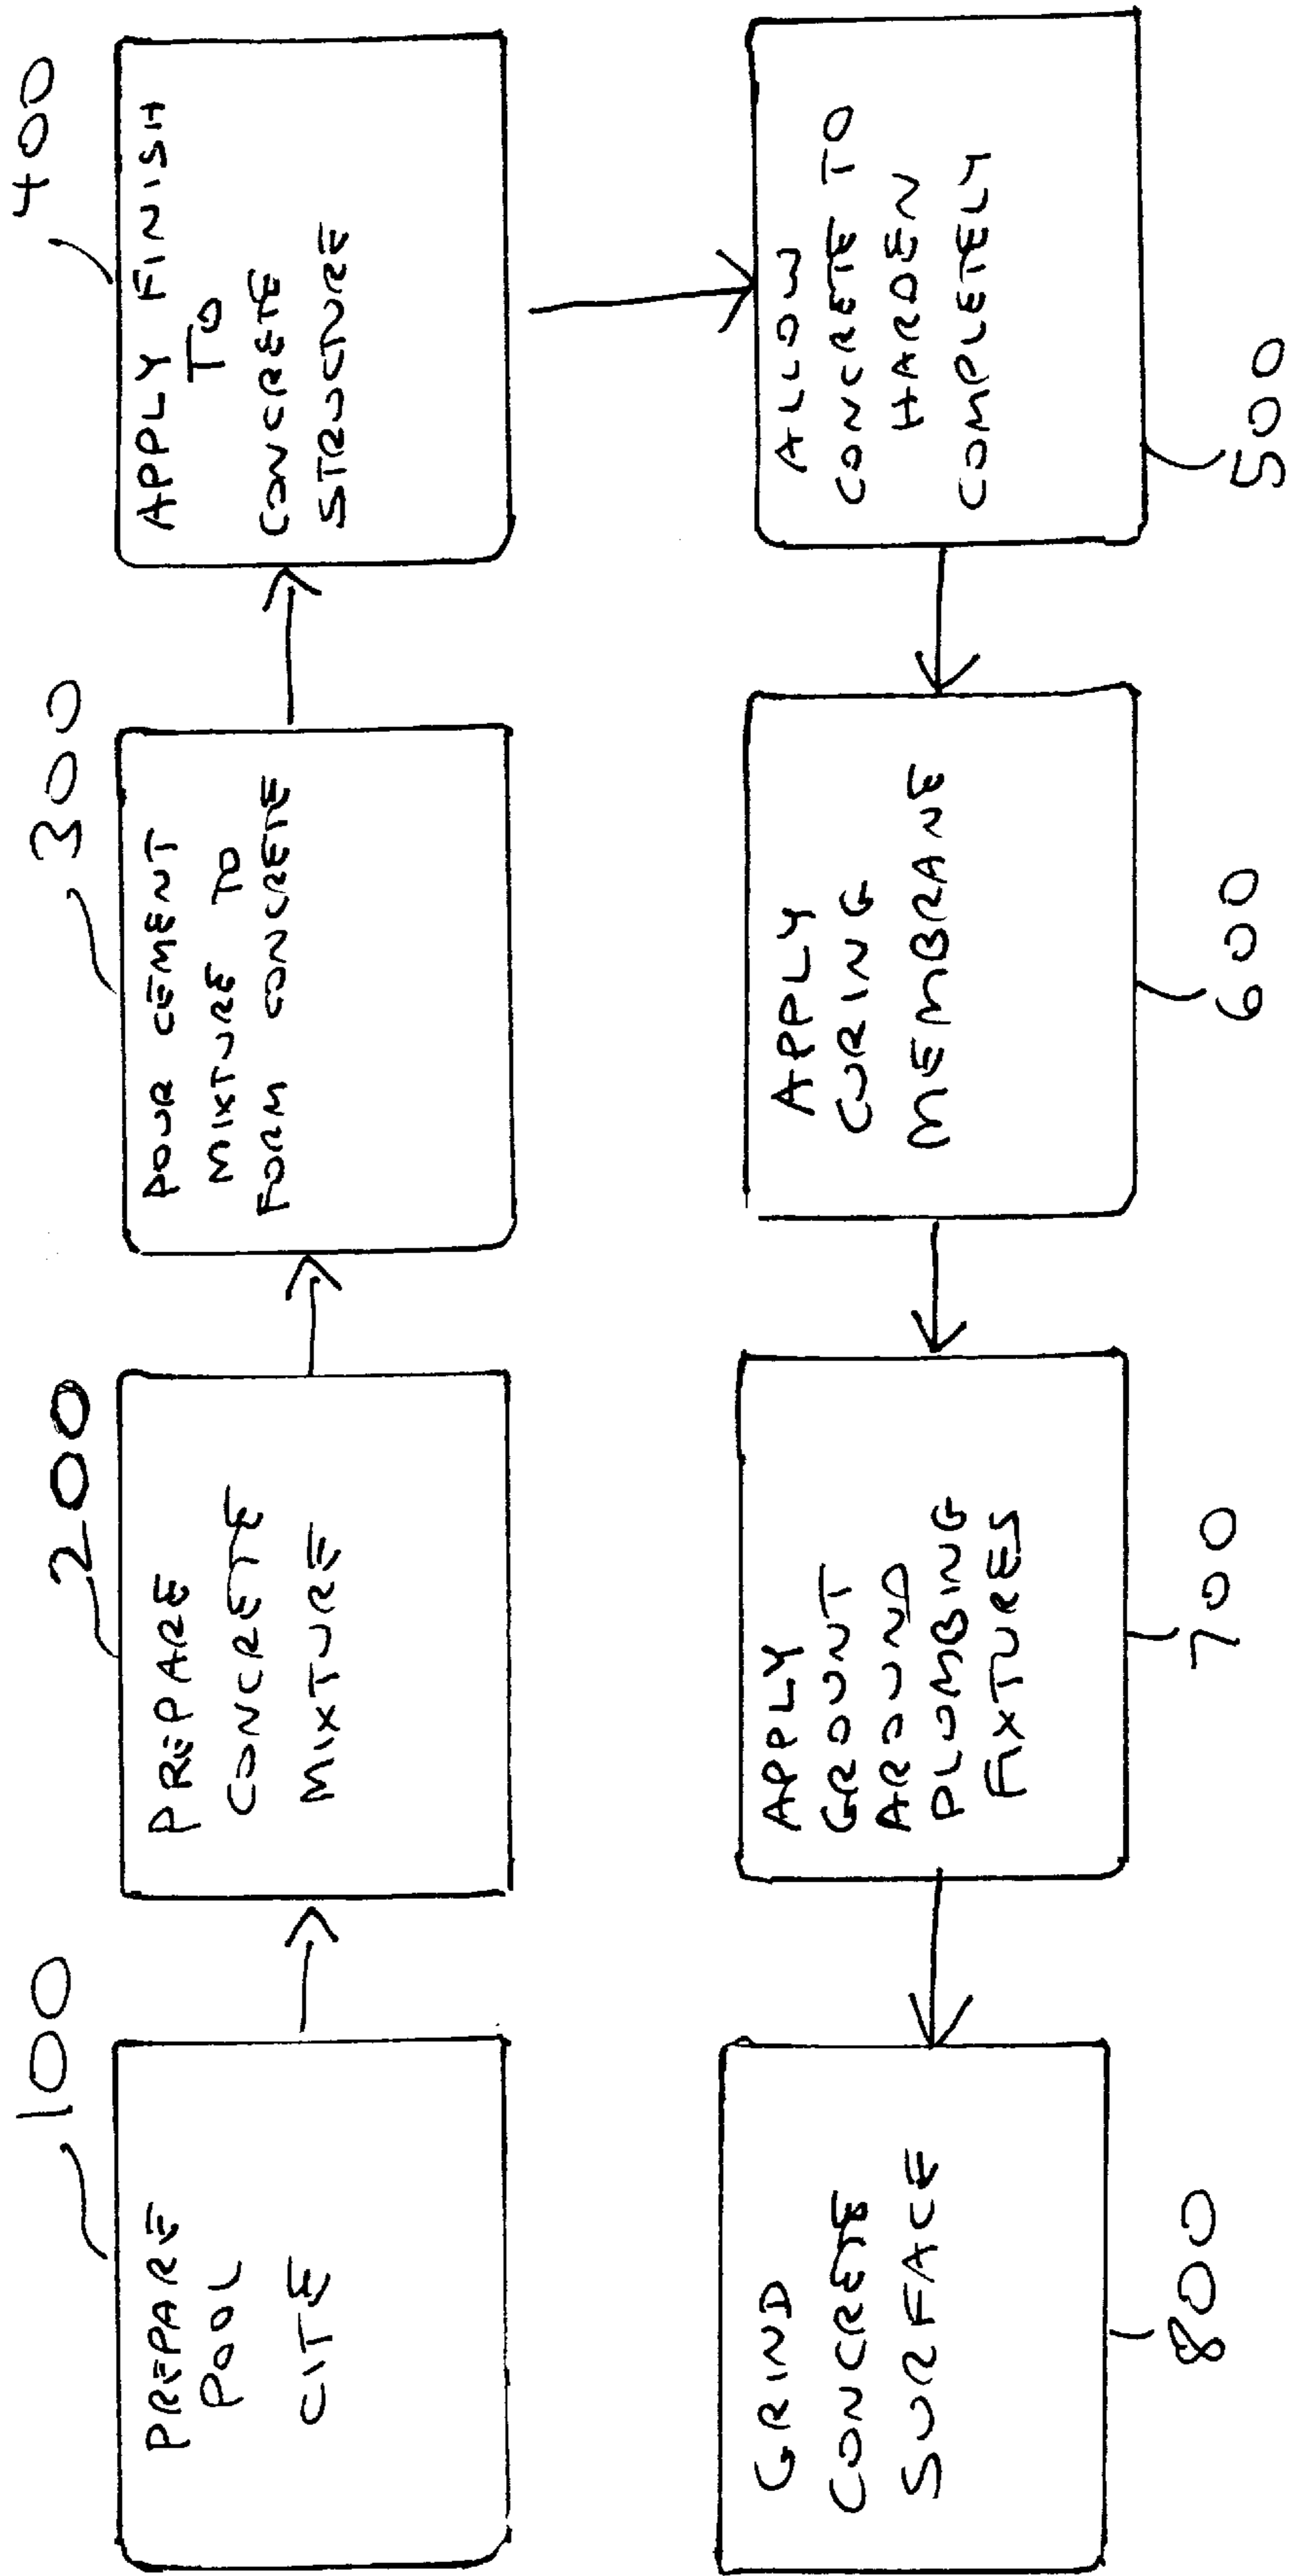 100
PREPARE
POOL
CITE
200
PREPARE
CONCRETE
MIXTURE
300
POUR CEMENT
MIXTURE TO
FORM CONCRETE
400
APPLY FINISH
TO
CONCRETE
STRUCTURE
ALLOW
CONCRETE TO
HARDEN
COMPLETELY
500
APPLY
CURING
MEMBRANE
600
APPLY
GROUNT
AROUND
PLUMBING
FIXTURES
700
GRIND
CONCRETE
SURFACE
800